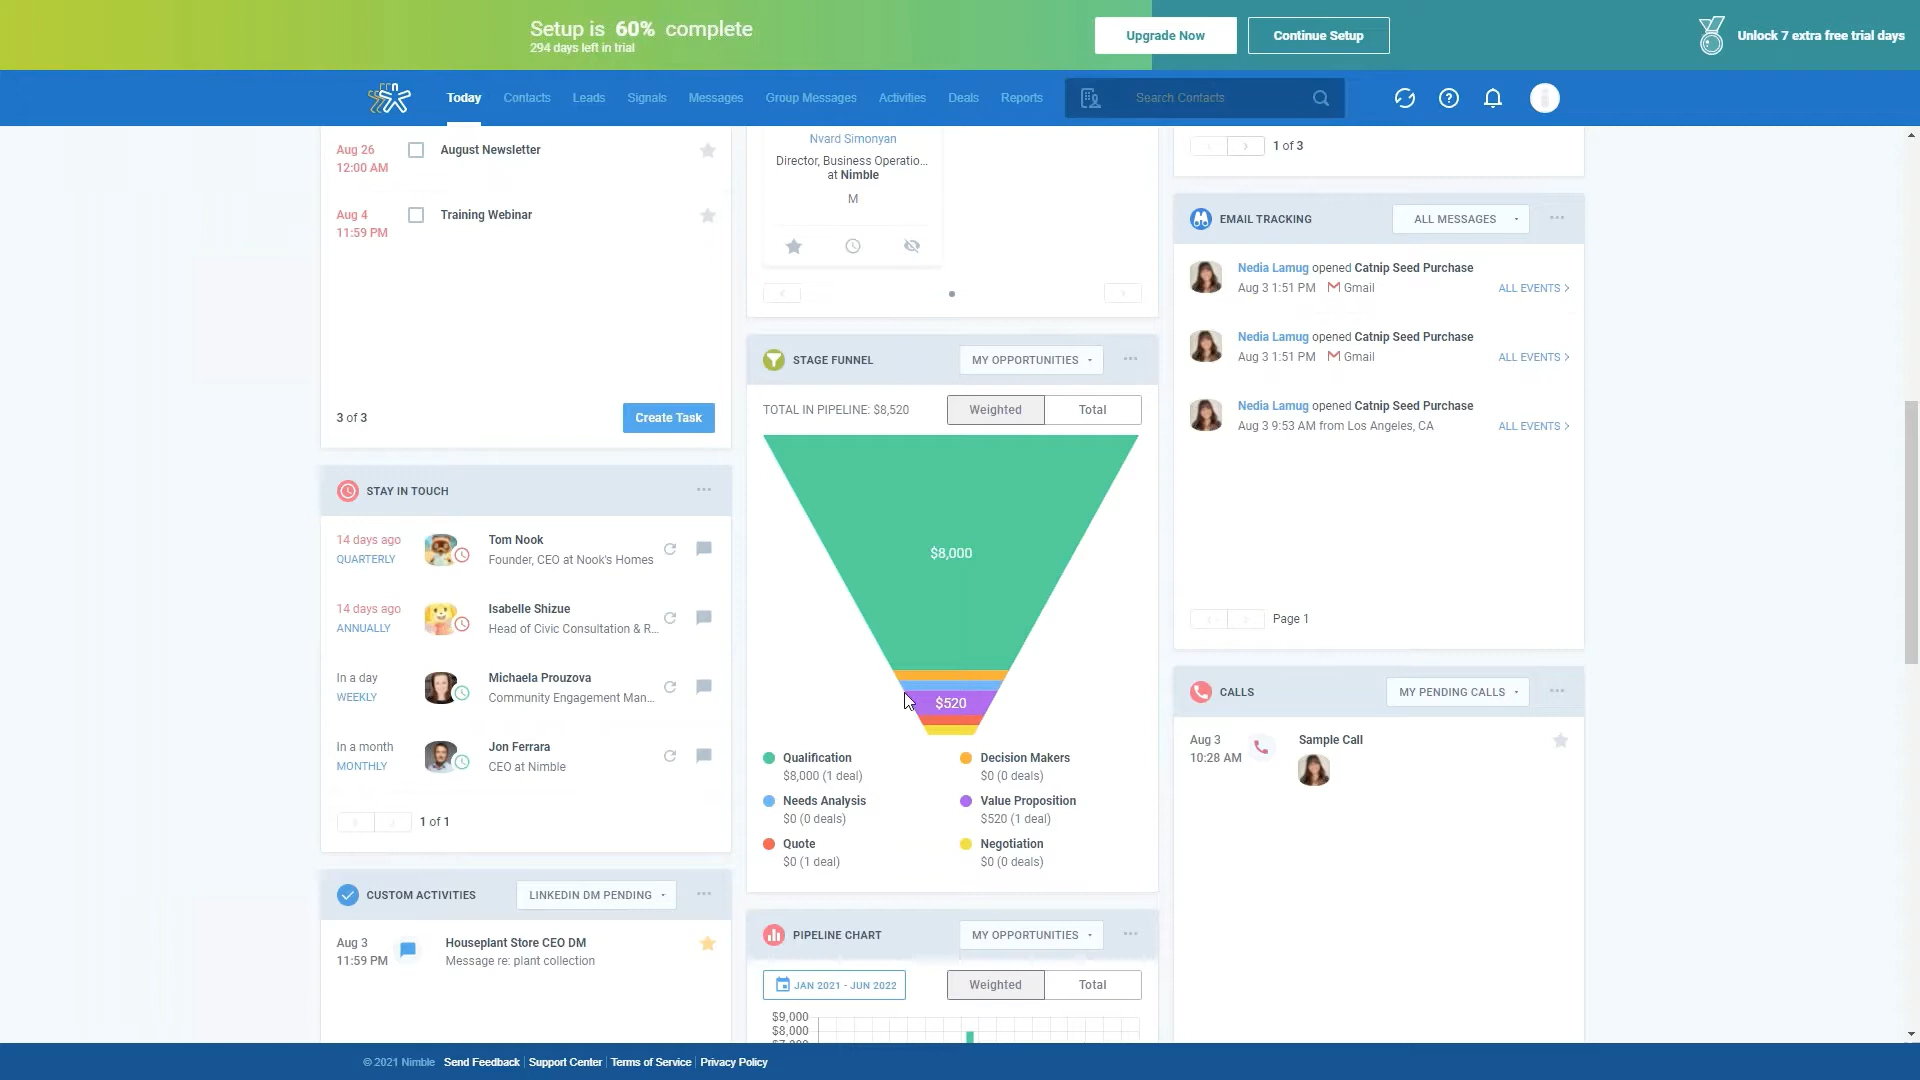 Setup is 60% complete
294 days left in trial
Upgrade Now
Continue Setup
Unlock 7 extra free trial days
Today
Contacts
Leads
Signals
Messages
Group Messages
Activities
Deals
Reports
Search Contacts
Aug 26
12:00 AM
August Newsletter
Aug 4
11:59 PM
Training Webinar
3 of 3
Create Task
STAY IN TOUCH
14 days ago
QUARTERLY
Tom Nook
Founder, CEO at Nook's Homes
14 days ago
ANNUALLY
Isabelle Shizue
Head of Civic Consultation & R...
In a day
WEEKLY
Michaela Prouzova
Community Engagement Man...
In a month
MONTHLY
Jon Ferrara
CEO at Nimble
1 of 1
CUSTOM ACTIVITIES
LINKEDIN DM PENDING
Aug 3
11:59 PM
Houseplant Store CEO DM
Message re: plant collection
Nvard Simonyan
Director, Business Operatio...
at Nimble
M
STAGE FUNNEL
MY OPPORTUNITIES
TOTAL IN PIPELINE: $8,520
Weighted
Total
$8,000
$520
Qualification
$8,000 (1 deal)
Decision Makers
$0 (0 deals)
Needs Analysis
$0 (0 deals)
Value Proposition
$520 (1 deal)
Quote
$0 (1 deal)
Negotiation
$0 (0 deals)
PIPELINE CHART
MY OPPORTUNITIES
JAN 2021 - JUN 2022
Weighted
Total
$9,000
$8,000
1 of 3
EMAIL TRACKING
ALL MESSAGES
Nedia Lamug opened Catnip Seed Purchase
Aug 3 1:51 PM Gmail
ALL EVENTS >
Nedia Lamug opened Catnip Seed Purchase
Aug 3 1:51 PM Gmail
ALL EVENTS >
Nedia Lamug opened Catnip Seed Purchase
Aug 3 9:53 AM from Los Angeles, CA
ALL EVENTS >
Page 1
CALLS
MY PENDING CALLS
Aug 3
10:28 AM
Sample Call
© 2021 Nimble Send Feedback | Support Center | Terms of Service | Privacy Policy